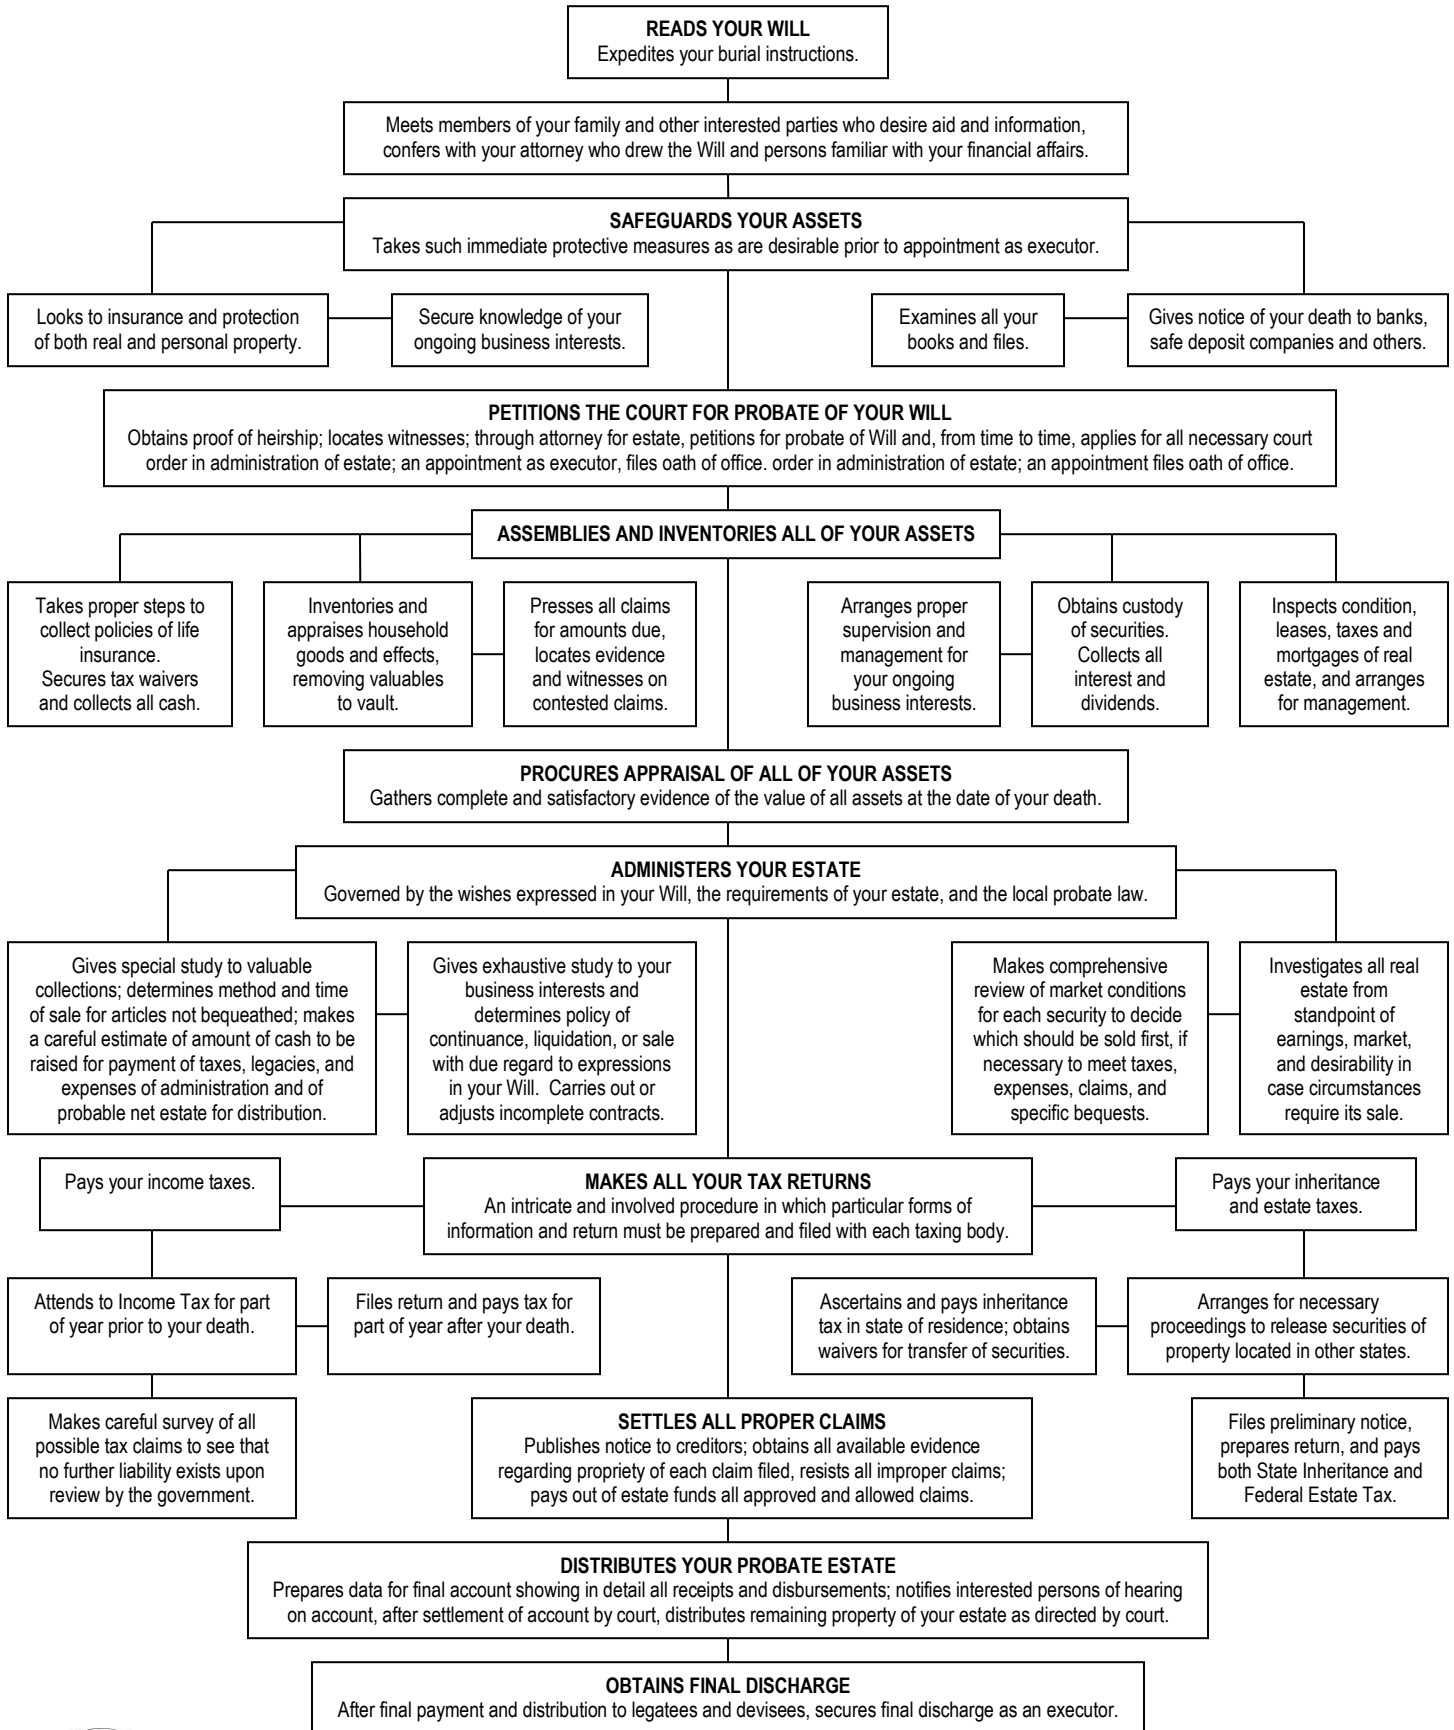 READS YOUR WILL
Expedites your burial instructions.
Meets members of your family and other interested parties who desire aid and information,
confers with your attorney who drew the Will and persons familiar with your financial affairs.
SAFEGUARDS YOUR ASSETS
Takes such immediate protective measures as are desirable prior to appointment as executor.
Looks to insurance and protection
of both real and personal property.
Secure knowledge of your
ongoing business interests.
Examines all your
books and files.
Gives notice of your death to banks,
safe deposit companies and others.
PETITIONS THE COURT FOR PROBATE OF YOUR WILL
Obtains proof of heirship; locates witnesses; through attorney for estate, petitions for probate of Will and, from time to time, applies for all necessary court
order in administration of estate; an appointment as executor, files oath of office. order in administration of estate; an appointment files oath of office.
ASSEMBLIES AND INVENTORIES ALL OF YOUR ASSETS
Takes proper steps to
collect policies of life
insurance.
Secures tax waivers
and collects all cash.
Inventories and
appraises household
goods and effects,
removing valuables
to vault.
Presses all claims
for amounts due,
locates evidence
and witnesses on
contested claims.
Arranges proper
supervision and
management for
your ongoing
business interests.
Obtains custody
of securities.
Collects all
interest and
dividends.
Inspects condition,
leases, taxes and
mortgages of real
estate, and arranges
for management.
PROCURES APPRAISAL OF ALL OF YOUR ASSETS
Gathers complete and satisfactory evidence of the value of all assets at the date of your death.
ADMINISTERS YOUR ESTATE
Governed by the wishes expressed in your Will, the requirements of your estate, and the local probate law.
Gives special study to valuable
collections; determines method and time
of sale for articles not bequeathed; makes
a careful estimate of amount of cash to be
raised for payment of taxes, legacies, and
expenses of administration and of
probable net estate for distribution.
Gives exhaustive study to your
business interests and
determines policy of
continuance, liquidation, or sale
with due regard to expressions
in your Will. Carries out or
adjusts incomplete contracts.
Makes comprehensive
review of market conditions
for each security to decide
which should be sold first, if
necessary to meet taxes,
expenses, claims, and
specific bequests.
Investigates all real
estate from
standpoint of
earnings, market,
and desirability in
case circumstances
require its sale.
Pays your income taxes.
MAKES ALL YOUR TAX RETURNS
An intricate and involved procedure in which particular forms of
information and return must be prepared and filed with each taxing body.
Pays your inheritance
and estate taxes.
Attends to Income Tax for part
of year prior to your death.
Files return and pays tax for
part of year after your death.
Ascertains and pays inheritance
tax in state of residence; obtains
waivers for transfer of securities.
Arranges for necessary
proceedings to release securities of
property located in other states.
Makes careful survey of all
possible tax claims to see that
no further liability exists upon
review by the government.
SETTLES ALL PROPER CLAIMS
Publishes notice to creditors; obtains all available evidence
regarding propriety of each claim filed, resists all improper claims;
pays out of estate funds all approved and allowed claims.
Files preliminary notice,
prepares return, and pays
both State Inheritance and
Federal Estate Tax.
DISTRIBUTES YOUR PROBATE ESTATE
Prepares data for final account showing in detail all receipts and disbursements; notifies interested persons of hearing
on account, after settlement of account by court, distributes remaining property of your estate as directed by court.
OBTAINS FINAL DISCHARGE
After final payment and distribution to legatees and devisees, secures final discharge as an executor.